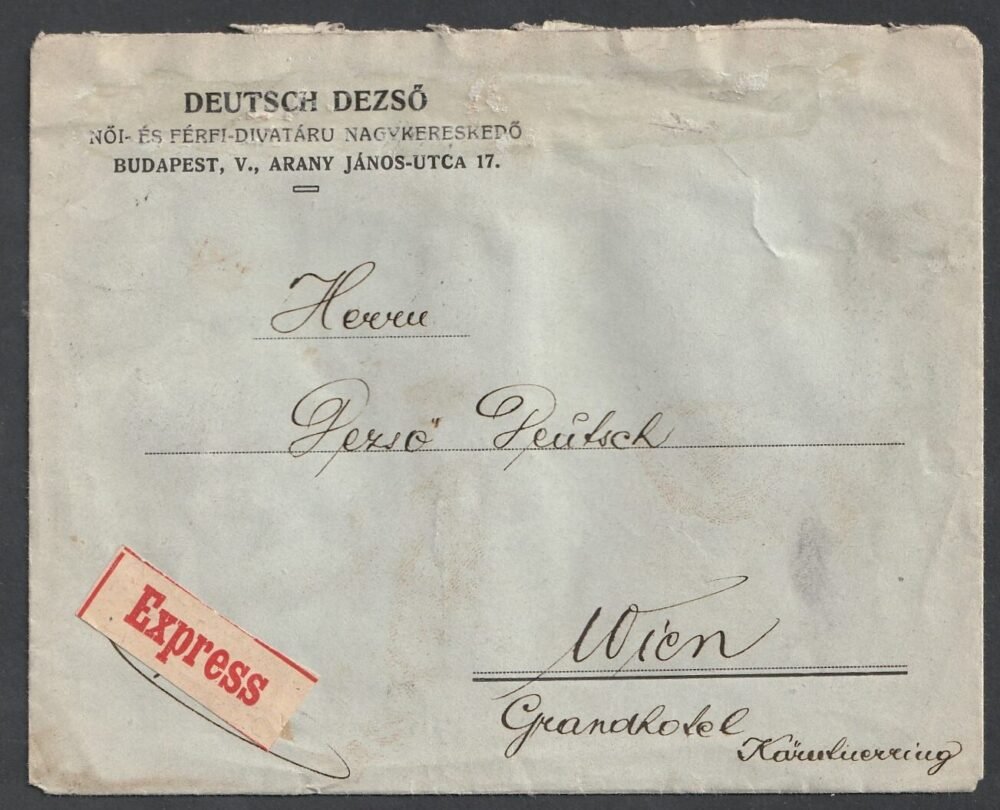 DEUTSCH DEZSŐ
NŐI- ÉS FÉRFI-DIVATÁRU NAGYKERESKEDŐ
BUDAPEST, V., ARANY JÁNOS-UTCA 17.
Herrn
Dezső Deutsch
Express
Wien
Grandhotel
Kärntnerring